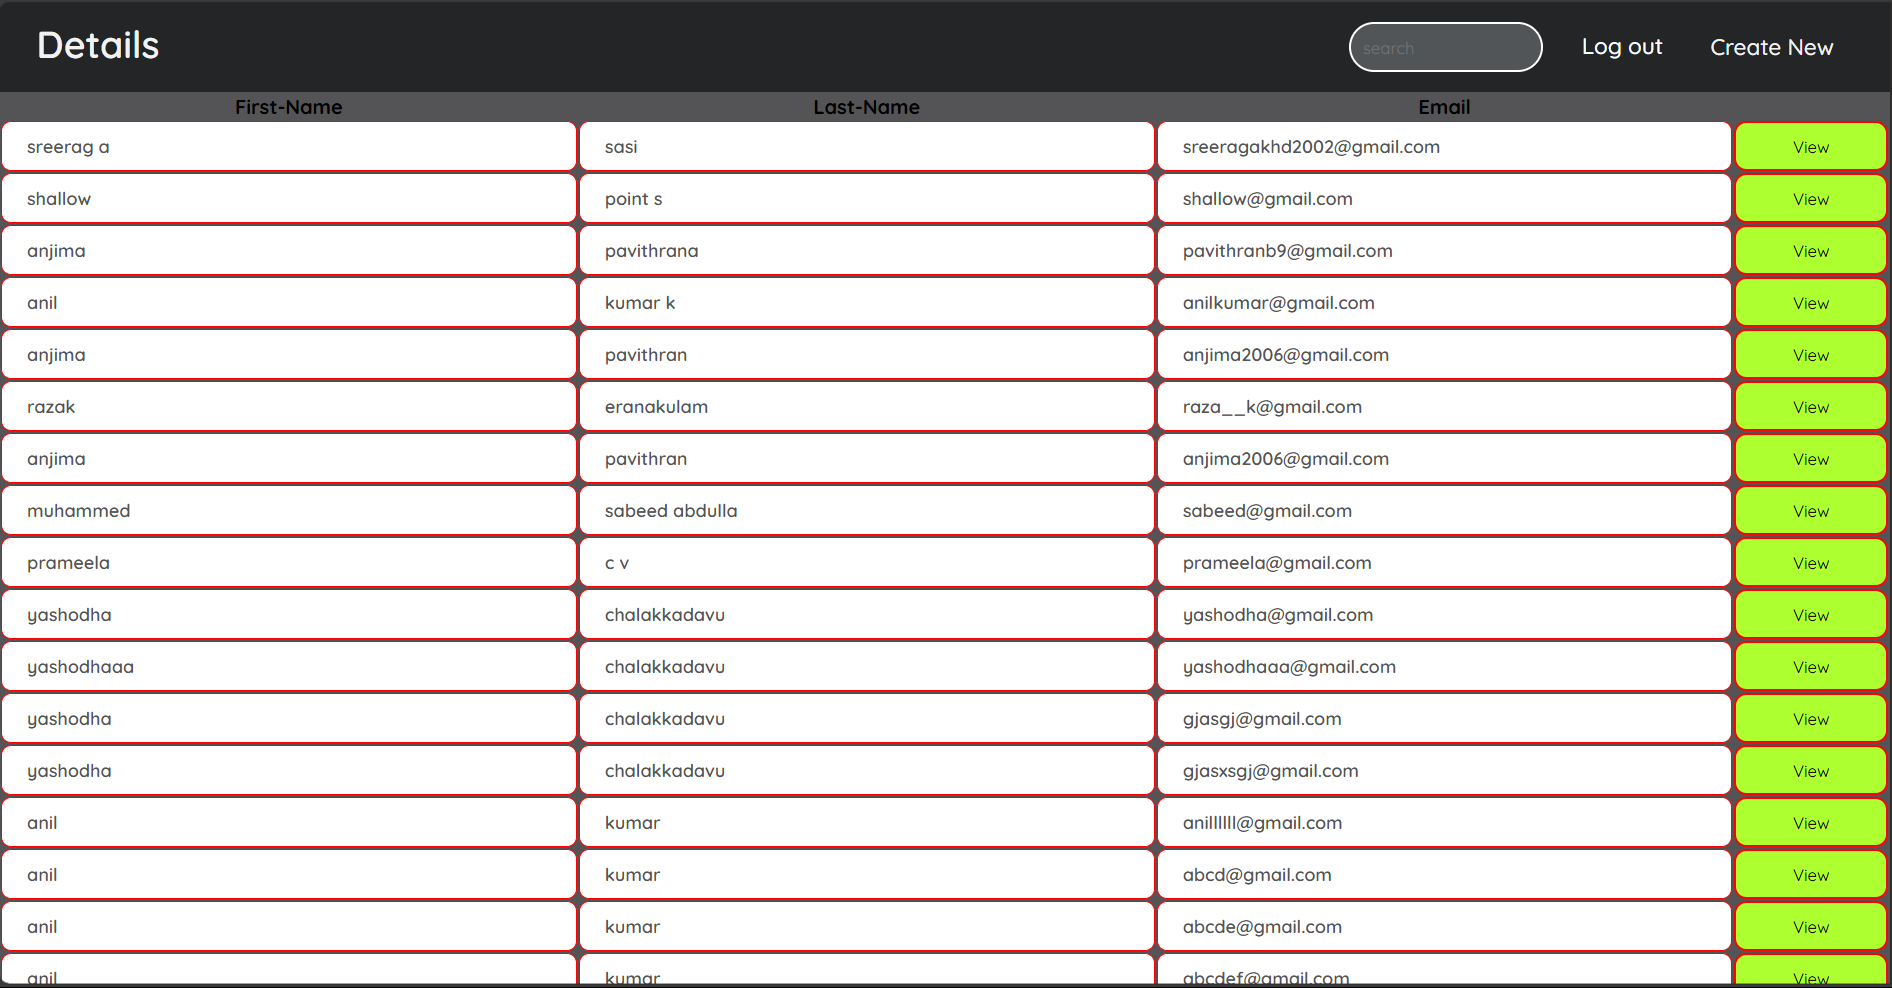 Details search Log out Create New
First-Name Last-Name Email
sreerag a sasi sreeragakhd2002@gmail.com View
shallow point s shallow@gmail.com View
anjima pavithrana pavithranb9@gmail.com View
anil kumar k anilkumar@gmail.com View
anjima pavithran anjima2006@gmail.com View
razak eranakulam raza__k@gmail.com View
anjima pavithran anjima2006@gmail.com View
muhammed sabeed abdulla sabeed@gmail.com View
prameela c v prameela@gmail.com View
yashodha chalakkadavu yashodha@gmail.com View
yashodhaaa chalakkadavu yashodhaaa@gmail.com View
yashodha chalakkadavu gjasgj@gmail.com View
yashodha chalakkadavu gjasxsgj@gmail.com View
anil kumar anillllll@gmail.com View
anil kumar abcd@gmail.com View
anil kumar abcde@gmail.com View
anil kumar abcdef@gmail.com View